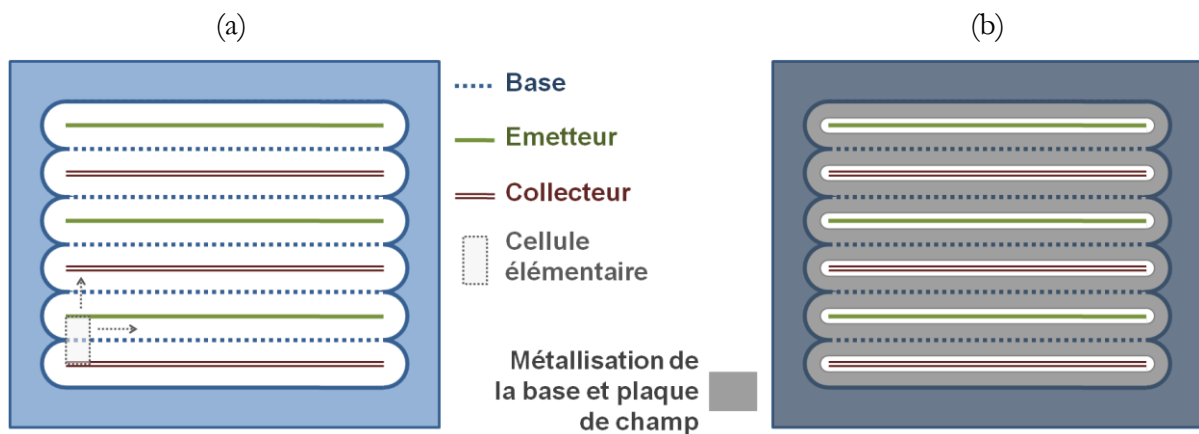 (a)
(b)
Base
Emetteur
Collecteur
Cellule
élémentaire
Métallisation de
la base et plaque
de champ